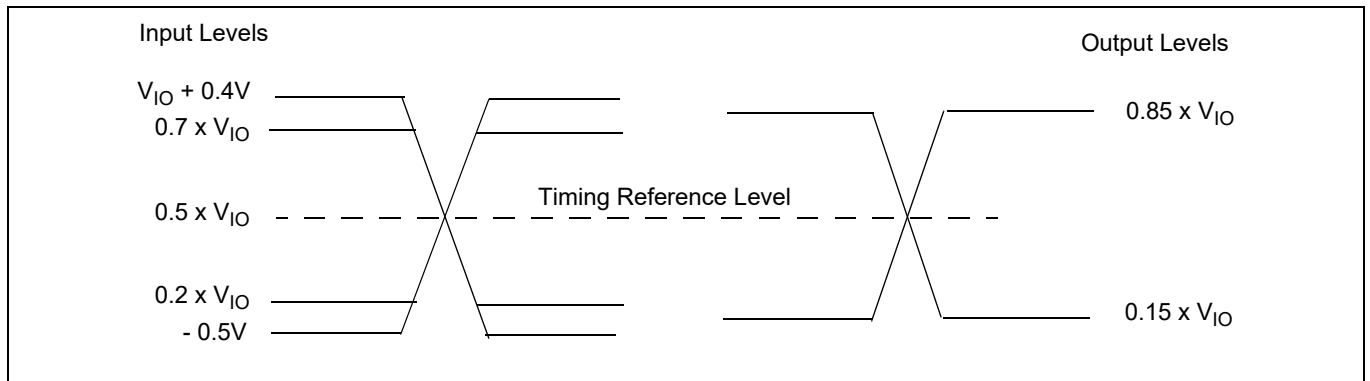 Input Levels
Output Levels
V_IO + 0.4V
0.7 x V_IO
0.85 x V_IO
Timing Reference Level
0.5 x V_IO
0.2 x V_IO
- 0.5V
0.15 x V_IO